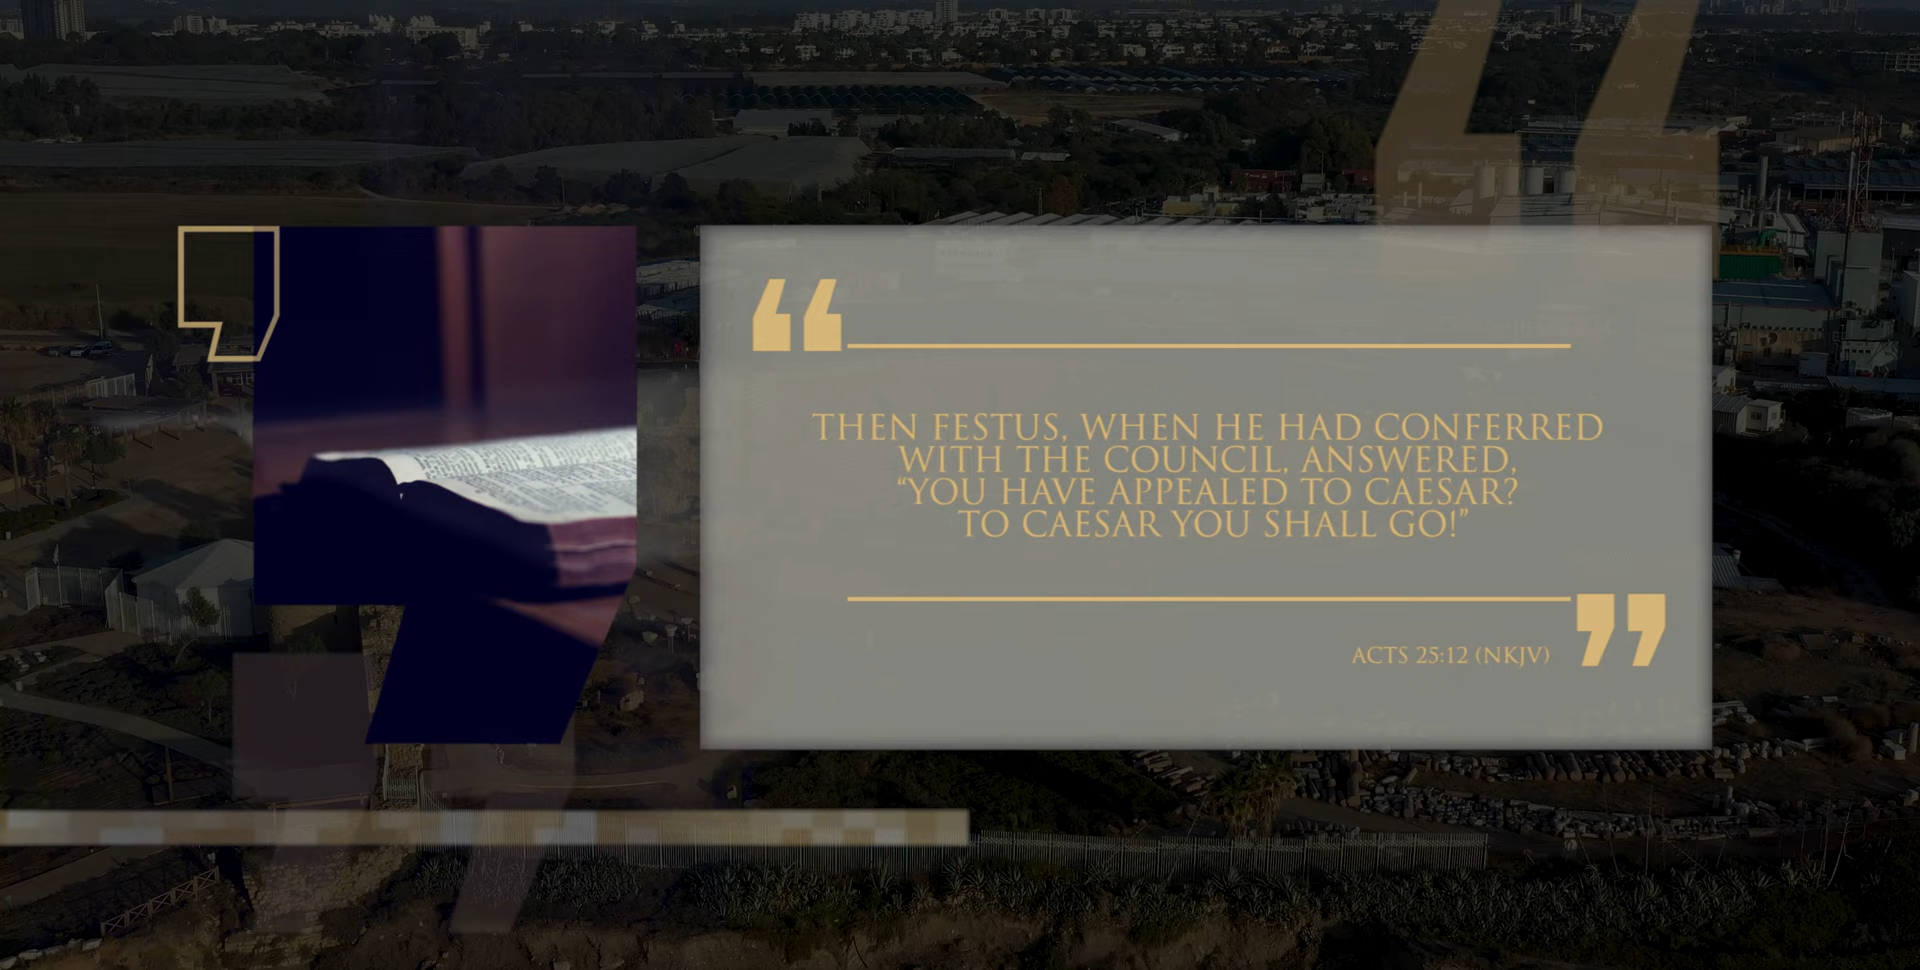 THEN FESTUS, WHEN HE HAD CONFERRED
WITH THE COUNCIL, ANSWERED,
“YOU HAVE APPEALED TO CAESAR?
TO CAESAR YOU SHALL GO!”
ACTS 25:12 (NKJV)